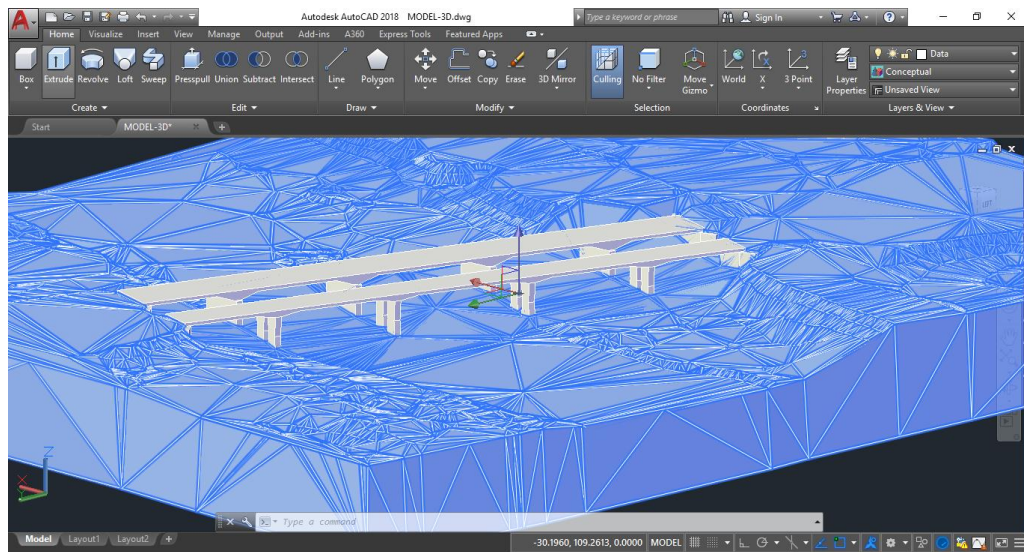 A Autodesk AutoCAD 2018 MODEL-3D.dwg Type a keyword or phrase Sign In
Home Visualize Insert View Manage Output Add-ins A360 Express Tools Featured Apps
Box Extrude Revolve Loft Sweep Presspull Union Subtract Intersect Line Polygon Move Offset Copy Erase 3D Mirror Culling No Filter Move Gizmo World X 3 Point Layer Properties Data
Conceptual
Unsaved View
Create Edit Draw Modify Selection Coordinates Layers & View
Start MODEL-3D* +
LEFT
Z
X
Type a command
Model Layout1 Layout2 + -30.1960, 109.2613, 0.0000 MODEL